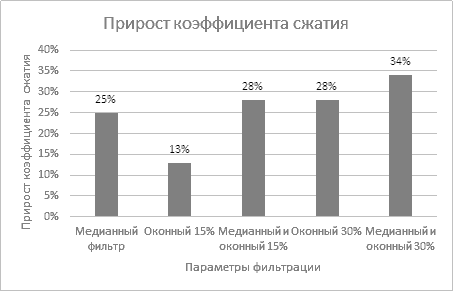 Прирост коэффициента сжатия
Прирост коэффициента сжатия
40%
35%
30%
25%
20%
15%
10%
5%
0%
25%
13%
28%
28%
34%
Медианный
фильтр
Оконный 15%
Медианный и
оконный 15%
Оконный 30%
Медианный и
оконный 30%
Параметры фильтрации